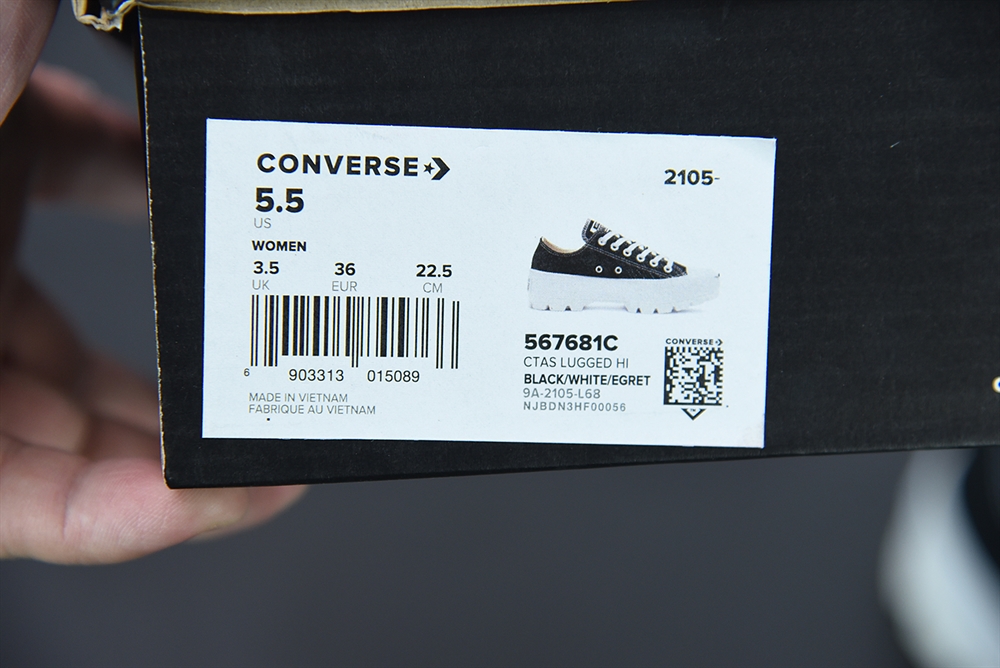 CONVERSE
2105-
5.5
US
WOMEN
3.5 36 22.5
UK EUR CM
6 903313 015089
MADE IN VIETNAM
FABRIQUE AU VIETNAM
567681C
CTAS LUGGED HI
BLACK/WHITE/EGRET
9A-2105-L68
NJBDN3HF00056
CONVERSE